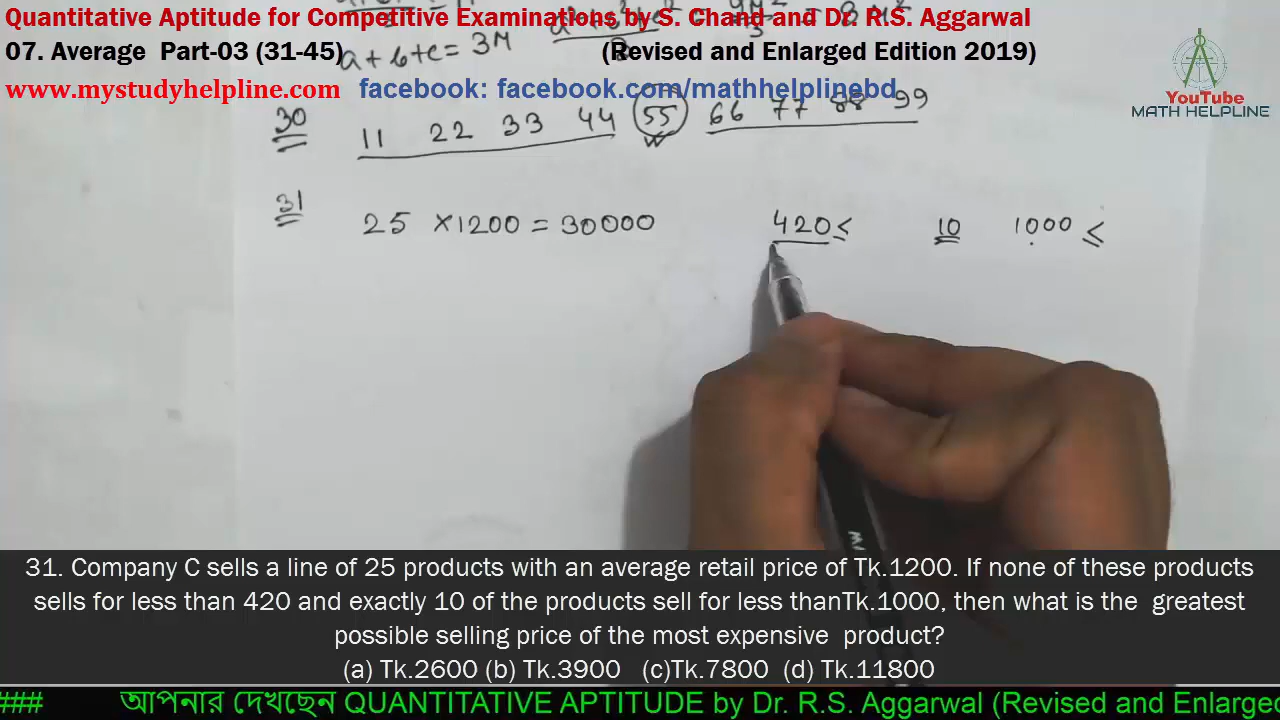 Quantitative Aptitude for Competitive Examinations by S. Chand and Dr. R.S. Aggarwal
07. Average Part-03 (31-45)
(Revised and Enlarged Edition 2019)
a+b+c= 3M
www.mystudyhelpline.com facebook: facebook.com/mathhelplinebd
YouTube
MATH HELPLINE
30 11 22 33 44 55 66 77 88 99
31 25 ×1200 = 30000 420≤ 10 1000 ≤
31. Company C sells a line of 25 products with an average retail price of Tk.1200. If none of these products
sells for less than 420 and exactly 10 of the products sell for less thanTk.1000, then what is the greatest
possible selling price of the most expensive product?
(a) Tk.2600 (b) Tk.3900 (c)Tk.7800 (d) Tk.11800
### আপনার দেখছেন QUANTITATIVE APTITUDE by Dr. R.S. Aggarwal (Revised and Enlarged